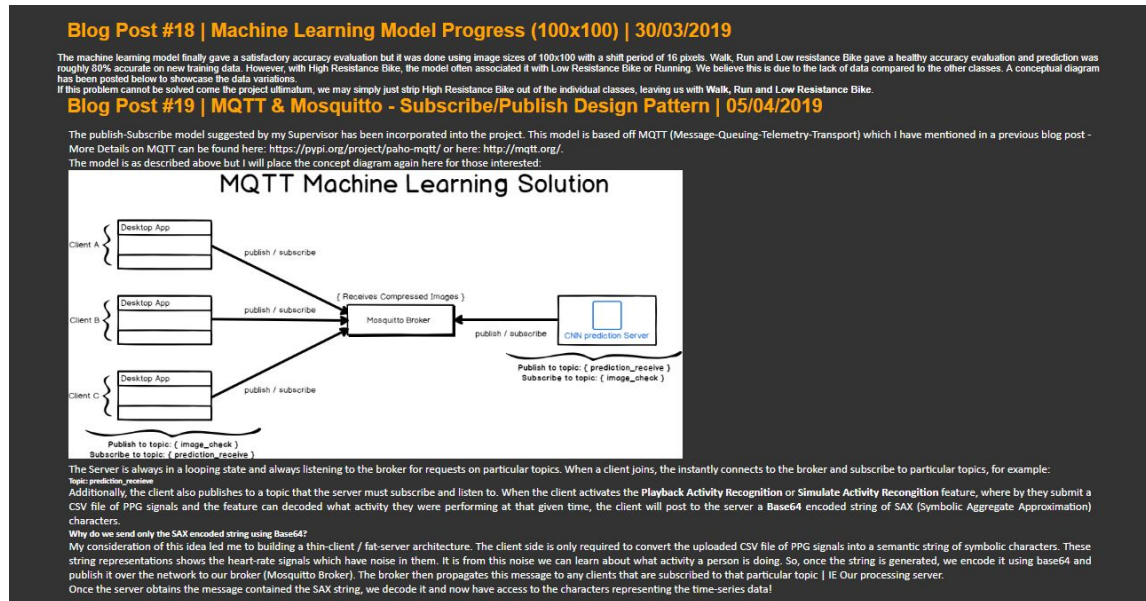 Blog Post #18 | Machine Learning Model Progress (100x100) | 30/03/2019
The machine learning model finally gave a satisfactory accuracy evaluation but it was done using image sizes of 100x100 with a shift period of 16 pixels. Walk, Run and Low resistance Bike gave a healthy accuracy evaluation and prediction was
roughly 80% accurate on new training data. However, with High Resistance Bike, the model often associated it with Low Resistance Bike or Running. We believe this is due to the lack of data compared to the other classes. A conceptual diagram
has been posted below to showcase the data variations.
If this problem cannot be solved come the project ultimatum, we may simply just strip High Resistance Bike out of the individual classes, leaving us with Walk, Run and Low Resistance Bike.
Blog Post #19 | MQTT & Mosquitto - Subscribe/Publish Design Pattern | 05/04/2019
The publish-Subscribe model suggested by my Supervisor has been incorporated into the project. This model is based off MQTT (Message-Queuing-Telemetry-Transport) which I have mentioned in a previous blog post -
More Details on MQTT can be found here: https://pypi.org/project/paho-mqtt/ or here: http://mqtt.org/.
The model is as described above but I will place the concept diagram again here for those interested:
MQTT Machine Learning Solution
Desktop App
Client A
publish / subscribe
{ Receives Compressed Images }
Desktop App
Client B
publish / subscribe
Mosquitto Broker
publish / subscribe
CNN prediction Server
Publish to topic: { prediction_receive }
Subscribe to topic: { image_check }
Desktop App
Client C
publish / subscribe
Publish to topic: { image_check }
Subscribe to topic: { prediction_receive }
The Server is always in a looping state and always listening to the broker for requests on particular topics. When a client joins, the instantly connects to the broker and subscribe to particular topics, for example:
Topic: prediction_receieve
Additionally, the client also publishes to a topic that the server must subscribe and listen to. When the client activates the Playback Activity Recognition or Simulate Activity Recongition feature, where by they submit a
CSV file of PPG signals and the feature can decoded what activity they were performing at that given time, the client will post to the server a Base64 encoded string of SAX (Symbolic Aggregate Approximation)
characters.
Why do we send only the SAX encoded string using Base64?
My consideration of this idea led me to building a thin-client / fat-server architecture. The client side is only required to convert the uploaded CSV file of PPG signals into a semantic string of symbolic characters. These
string representations shows the heart-rate signals which have noise in them. It is from this noise we can learn about what activity a person is doing. So, once the string is generated, we encode it using base64 and
publish it over the network to our broker (Mosquitto Broker). The broker then propagates this message to any clients that are subscribed to that particular topic | IE Our processing server.
Once the server obtains the message contained the SAX string, we decode it and now have access to the characters representing the time-series data!